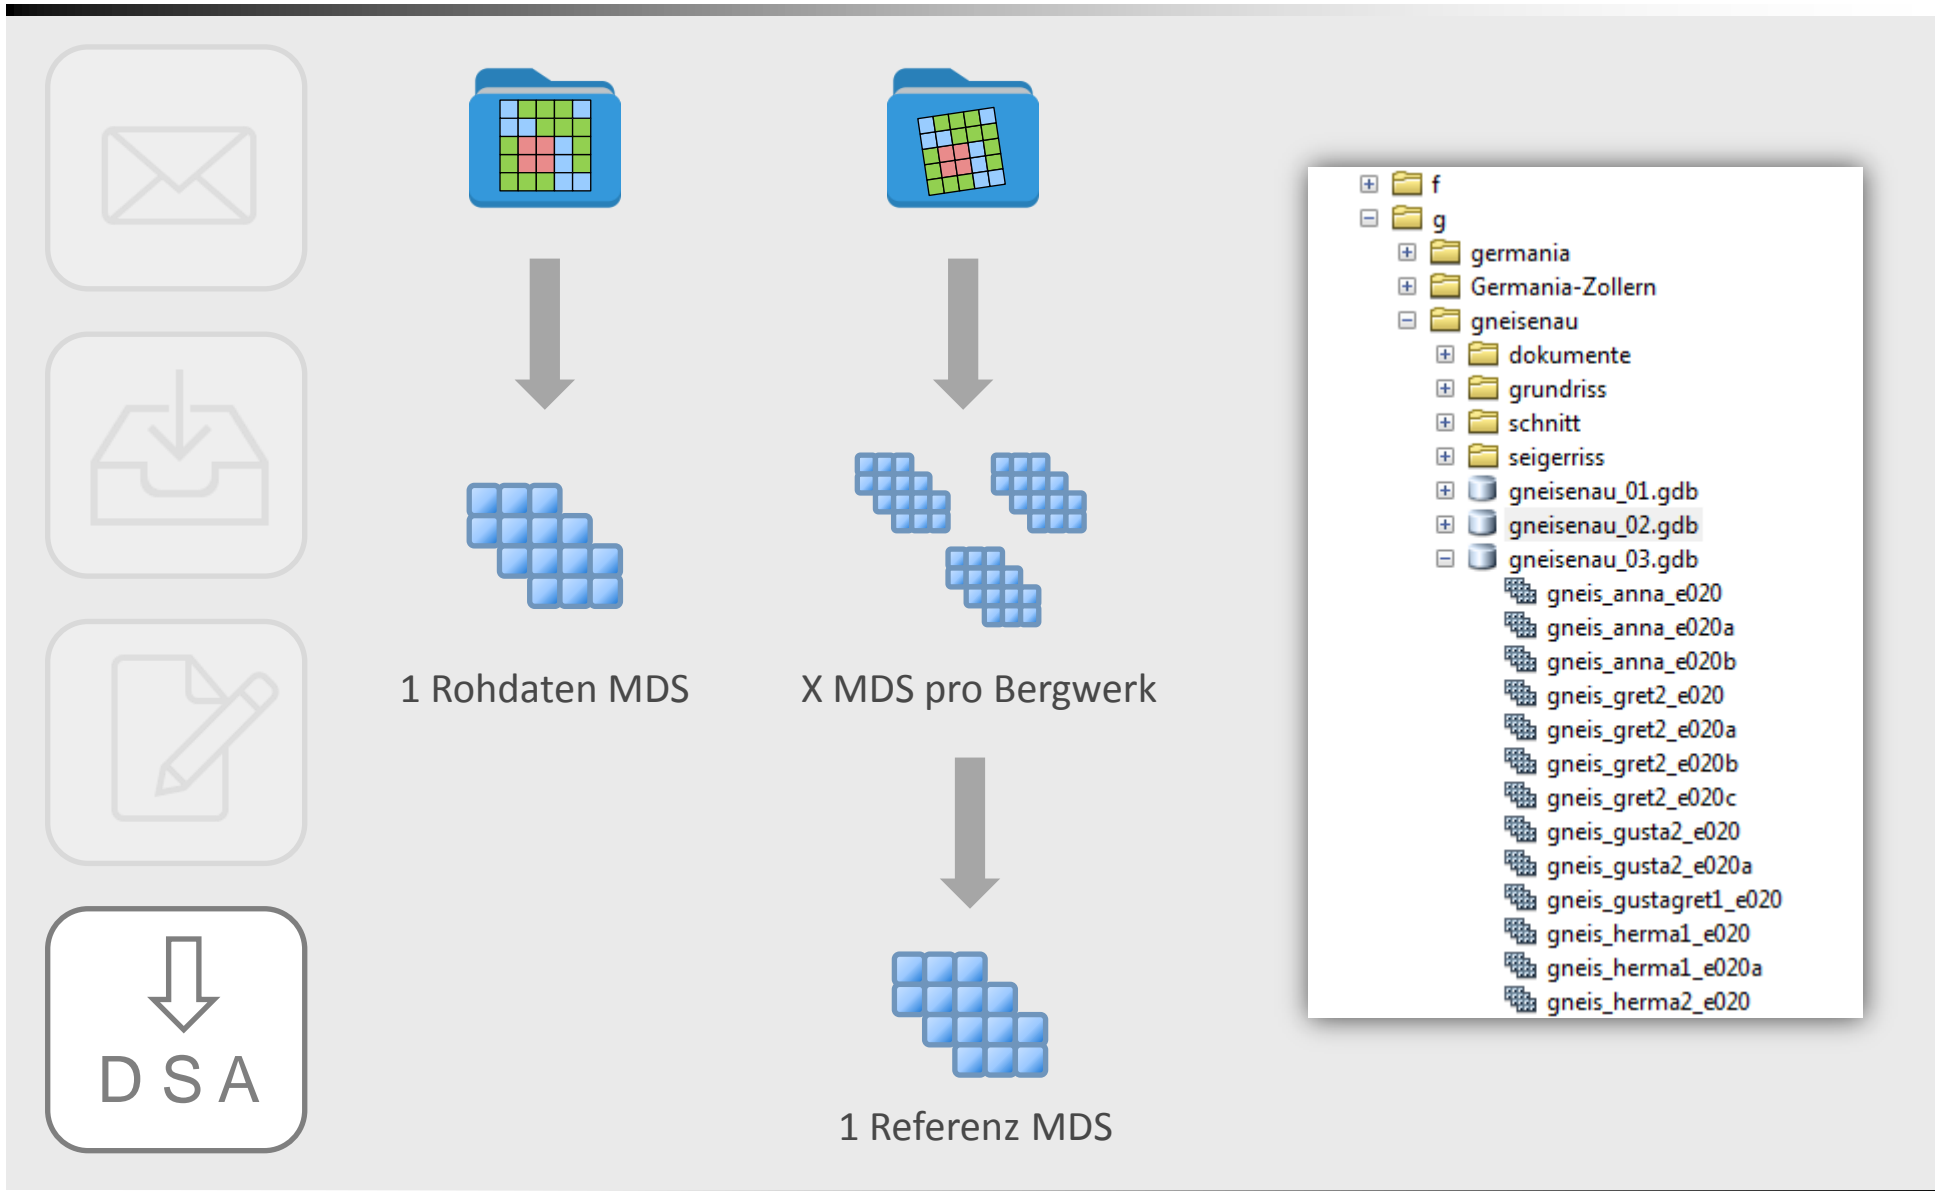 1 Rohdaten MDS
X MDS pro Bergwerk
1 Referenz MDS
D S A
f
g
germania
Germania-Zollern
gneisenau
dokumente
grundriss
schnitt
seigerriss
gneisenau_01.gdb
gneisenau_02.gdb
gneisenau_03.gdb
gneis_anna_e020
gneis_anna_e020a
gneis_anna_e020b
gneis_gret2_e020
gneis_gret2_e020a
gneis_gret2_e020b
gneis_gret2_e020c
gneis_gusta2_e020
gneis_gusta2_e020a
gneis_gustagret1_e020
gneis_herma1_e020
gneis_herma1_e020a
gneis_herma2_e020